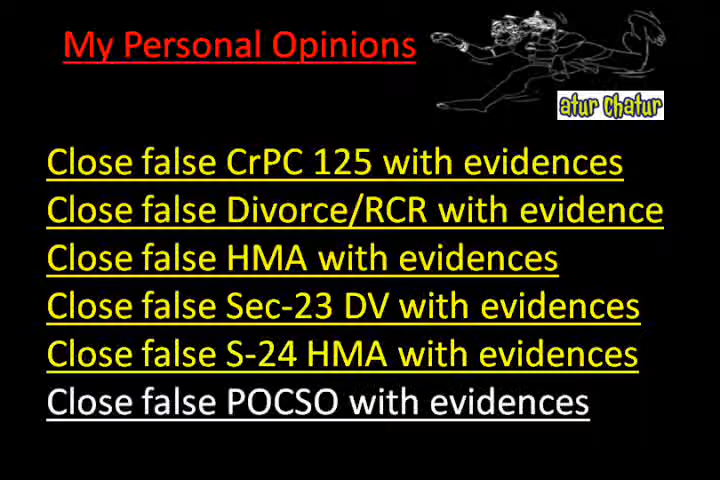 My Personal Opinions
atur Chatur
Close false CrPC 125 with evidences
Close false Divorce/RCR with evidence
Close false HMA with evidences
Close false Sec-23 DV with evidences
Close false S-24 HMA with evidences
Close false POCSO with evidences